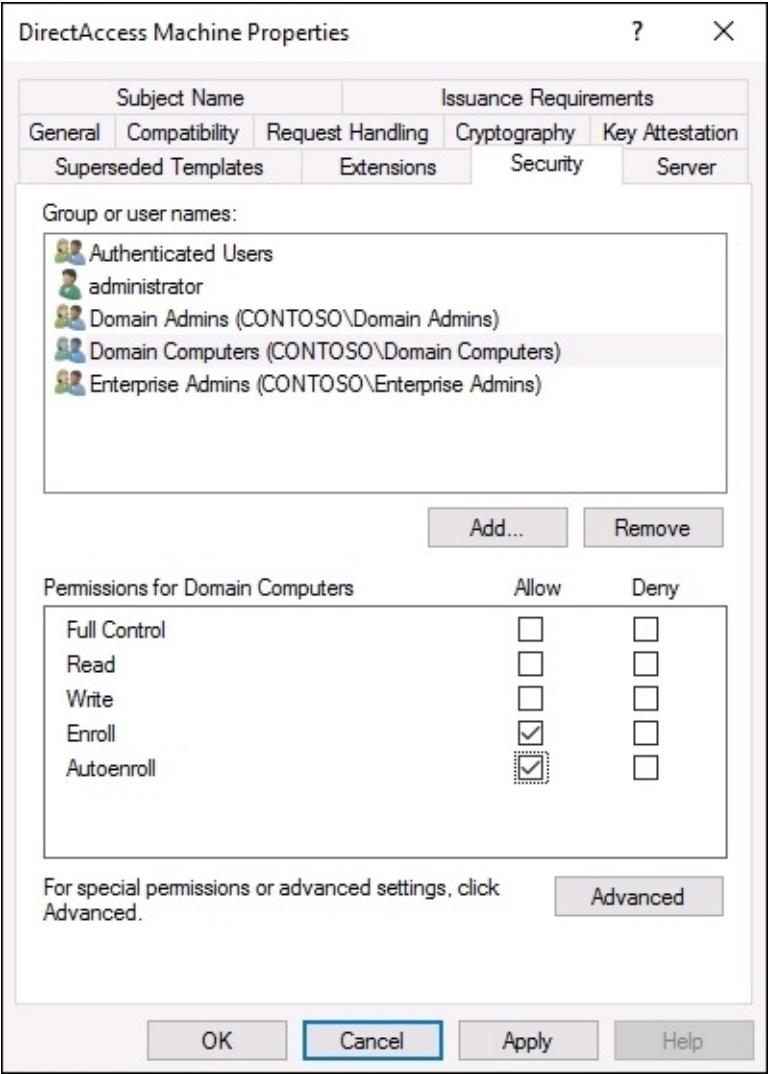 DirectAccess Machine Properties ? ✕
Subject Name Issuance Requirements
General Compatibility Request Handling Cryptography Key Attestation
Superseded Templates Extensions Security Server
Group or user names:
Authenticated Users
administrator
Domain Admins (CONTOSO\Domain Admins)
Domain Computers (CONTOSO\Domain Computers)
Enterprise Admins (CONTOSO\Enterprise Admins)
Add... Remove
Permissions for Domain Computers Allow Deny
Full Control
Read
Write
Enroll
Autoenroll
For special permissions or advanced settings, click
Advanced.
Advanced
OK Cancel Apply Help